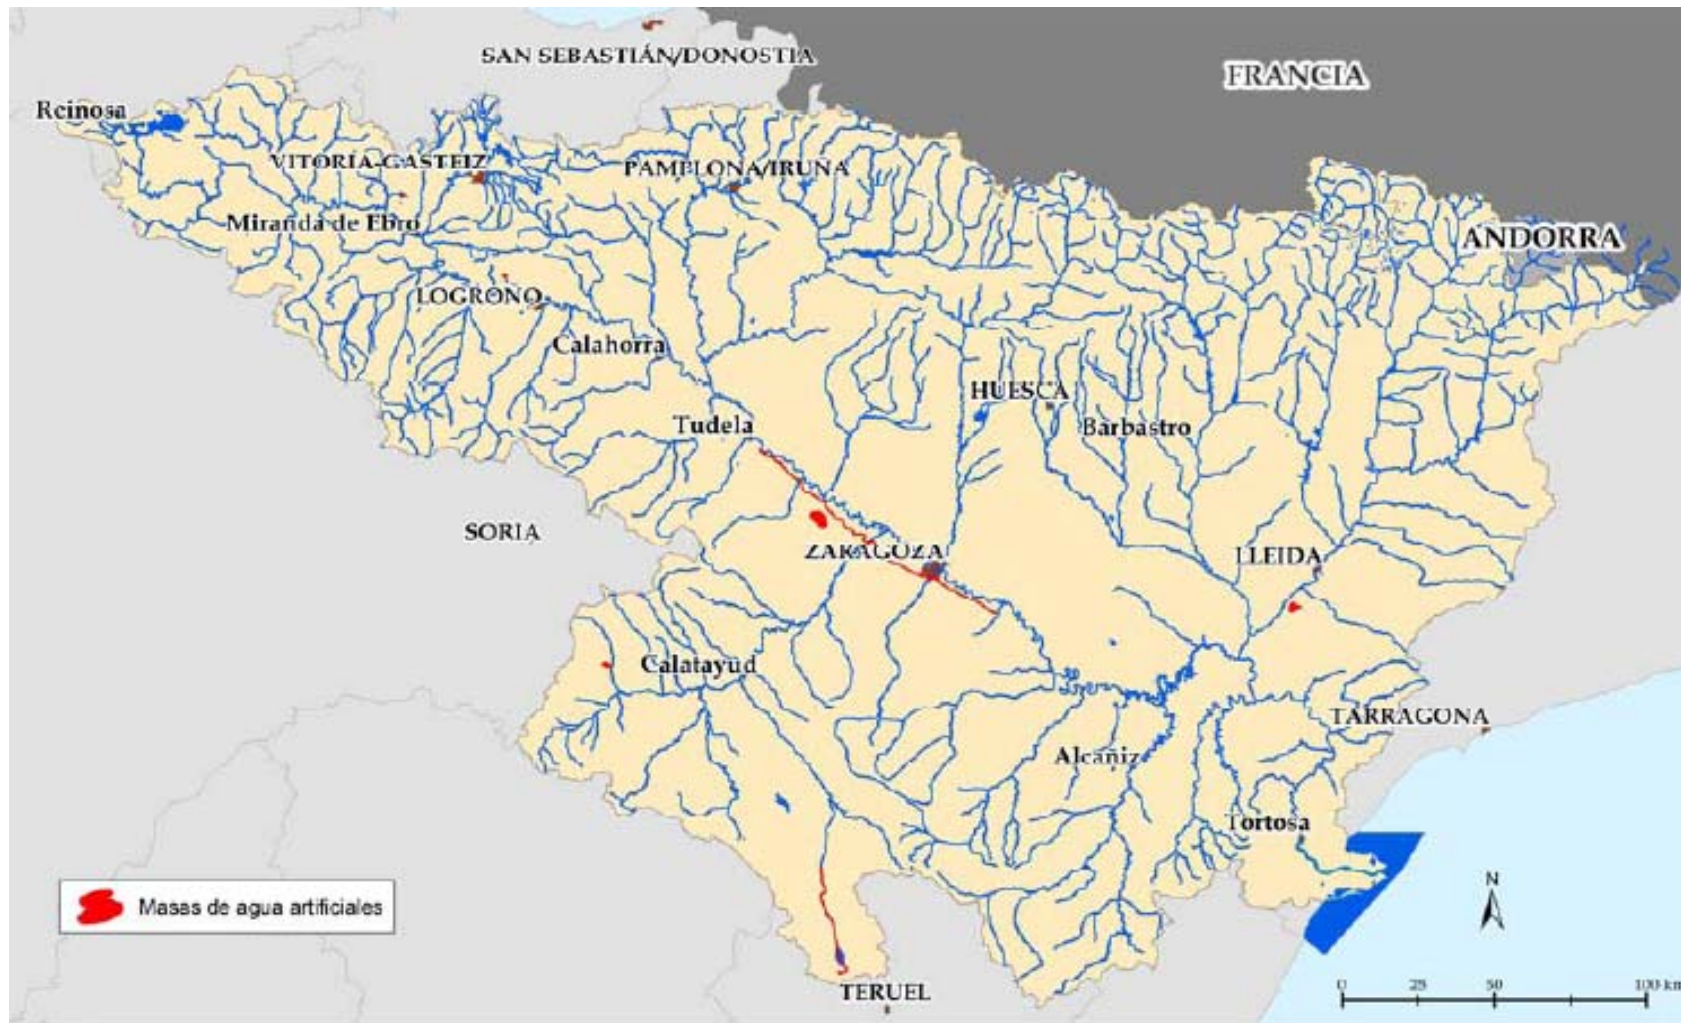 SAN SEBASTIÁN/DONOSTIA
FRANCIA
Reinosa
VITORIA-GASTEIZ
PAMPLONA/IRUÑA
Miranda de Ebro
ANDORRA
LOGROÑO
Calahorra
HUESCA
Tudela
Barbastro
SORIA
ZARAGOZA
LLEIDA
Calatayud
TARRAGONA
Alcañiz
Tortosa
N
Masas de agua artificiales
0 25 50 100 km
TERUEL